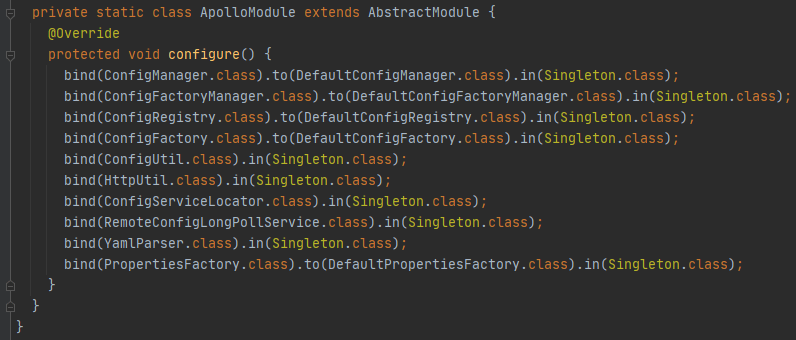 private static class ApolloModule extends AbstractModule {
@Override
protected void configure() {
bind(ConfigManager.class).to(DefaultConfigManager.class).in(Singleton.class);
bind(ConfigFactoryManager.class).to(DefaultConfigFactoryManager.class).in(Singleton.class);
bind(ConfigRegistry.class).to(DefaultConfigRegistry.class).in(Singleton.class);
bind(ConfigFactory.class).to(DefaultConfigFactory.class).in(Singleton.class);
bind(ConfigUtil.class).in(Singleton.class);
bind(HttpUtil.class).in(Singleton.class);
bind(ConfigServiceLocator.class).in(Singleton.class);
bind(RemoteConfigLongPollService.class).in(Singleton.class);
bind(YamlParser.class).in(Singleton.class);
bind(PropertiesFactory.class).to(DefaultPropertiesFactory.class).in(Singleton.class);
}
}
}